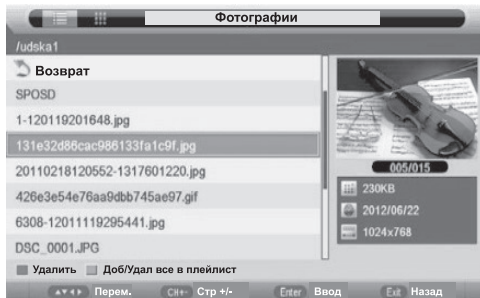 Фотографии
/udska1
Возврат
SPOSD
1-120119201648.jpg
131e32d86cac986133fa1c9f.jpg
20110218120552-1317601220.jpg
426e3e54e76aa9dbb745ae97.gif
6308-12011119295441.jpg
DSC_0001.JPG
005/015
230KB
2012/06/22
1024x768
Удалить Доб/Удал все в плейлист
Перем. CH+- Стр +/- Enter Ввод Exit Назад